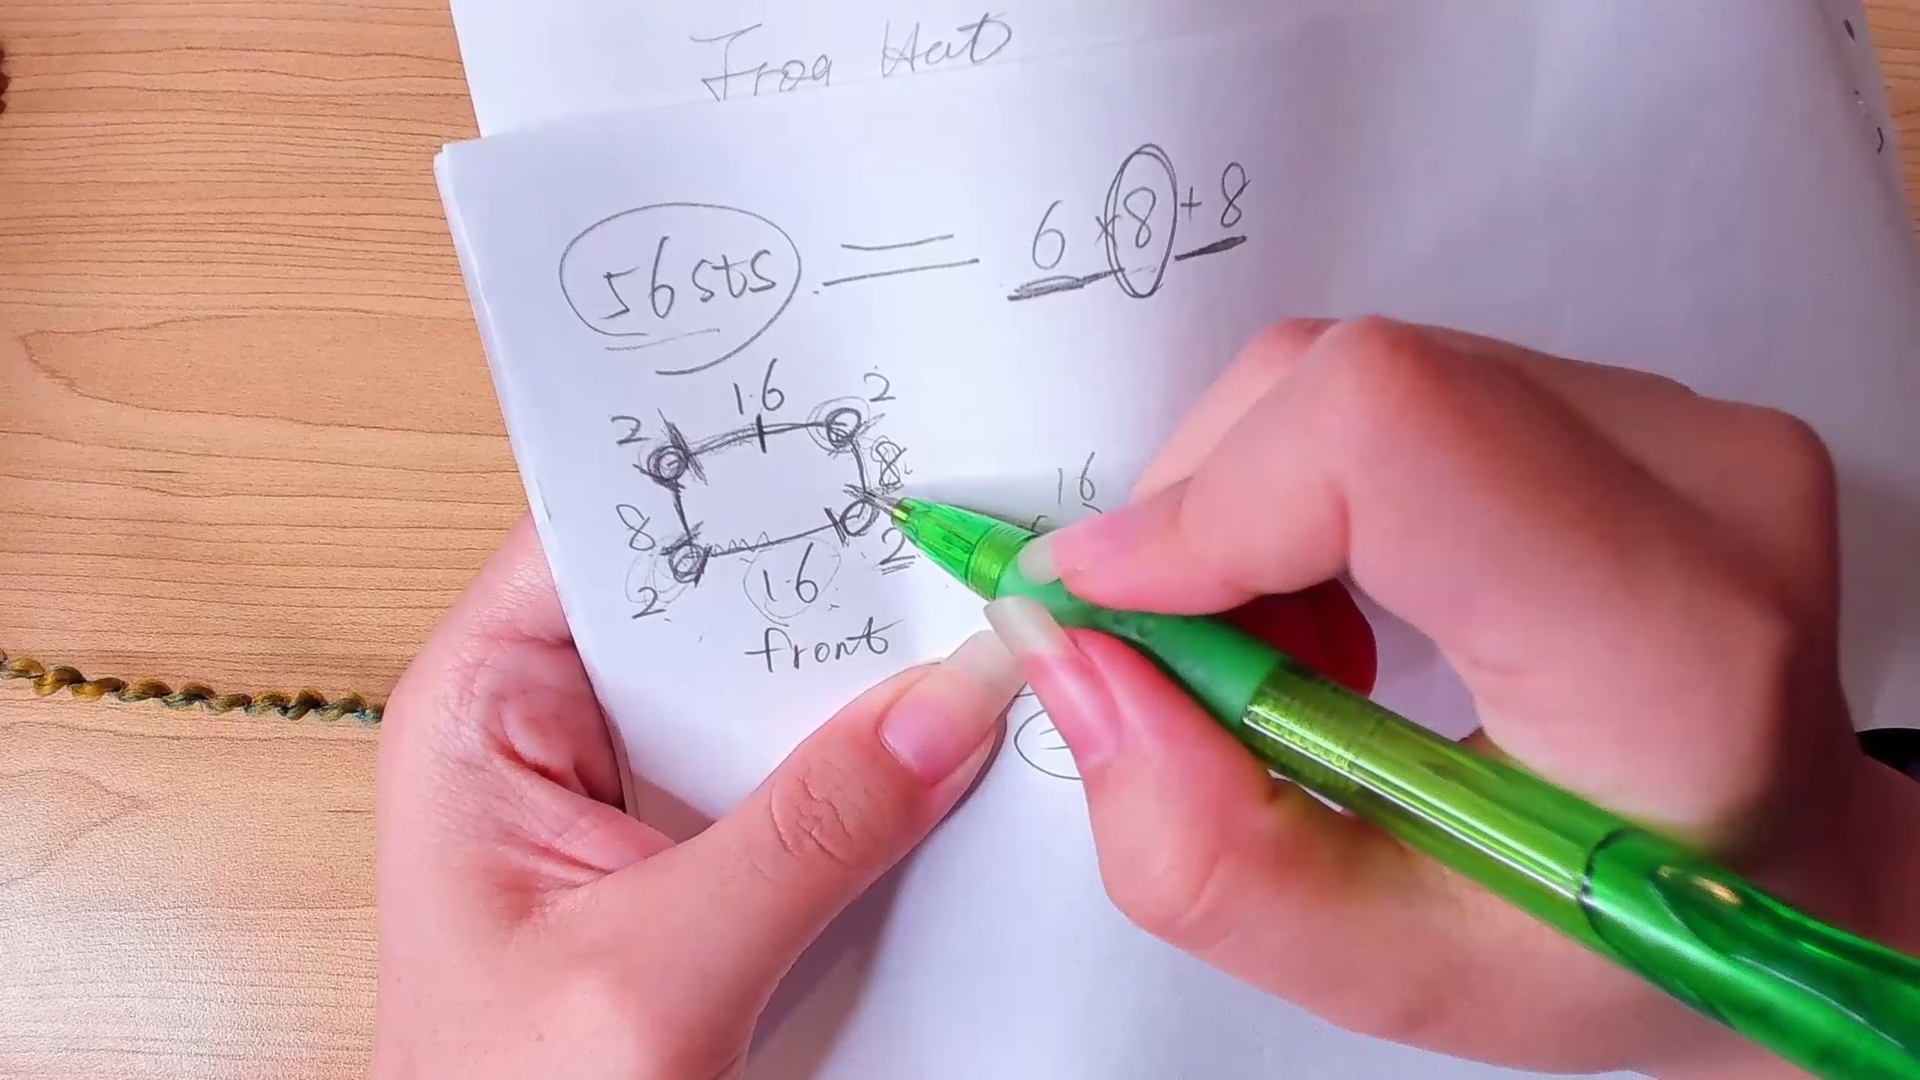 Frog Hat
56 sts = 6 × 8 + 8
2 16 2
8 8
2 16 2
front
16